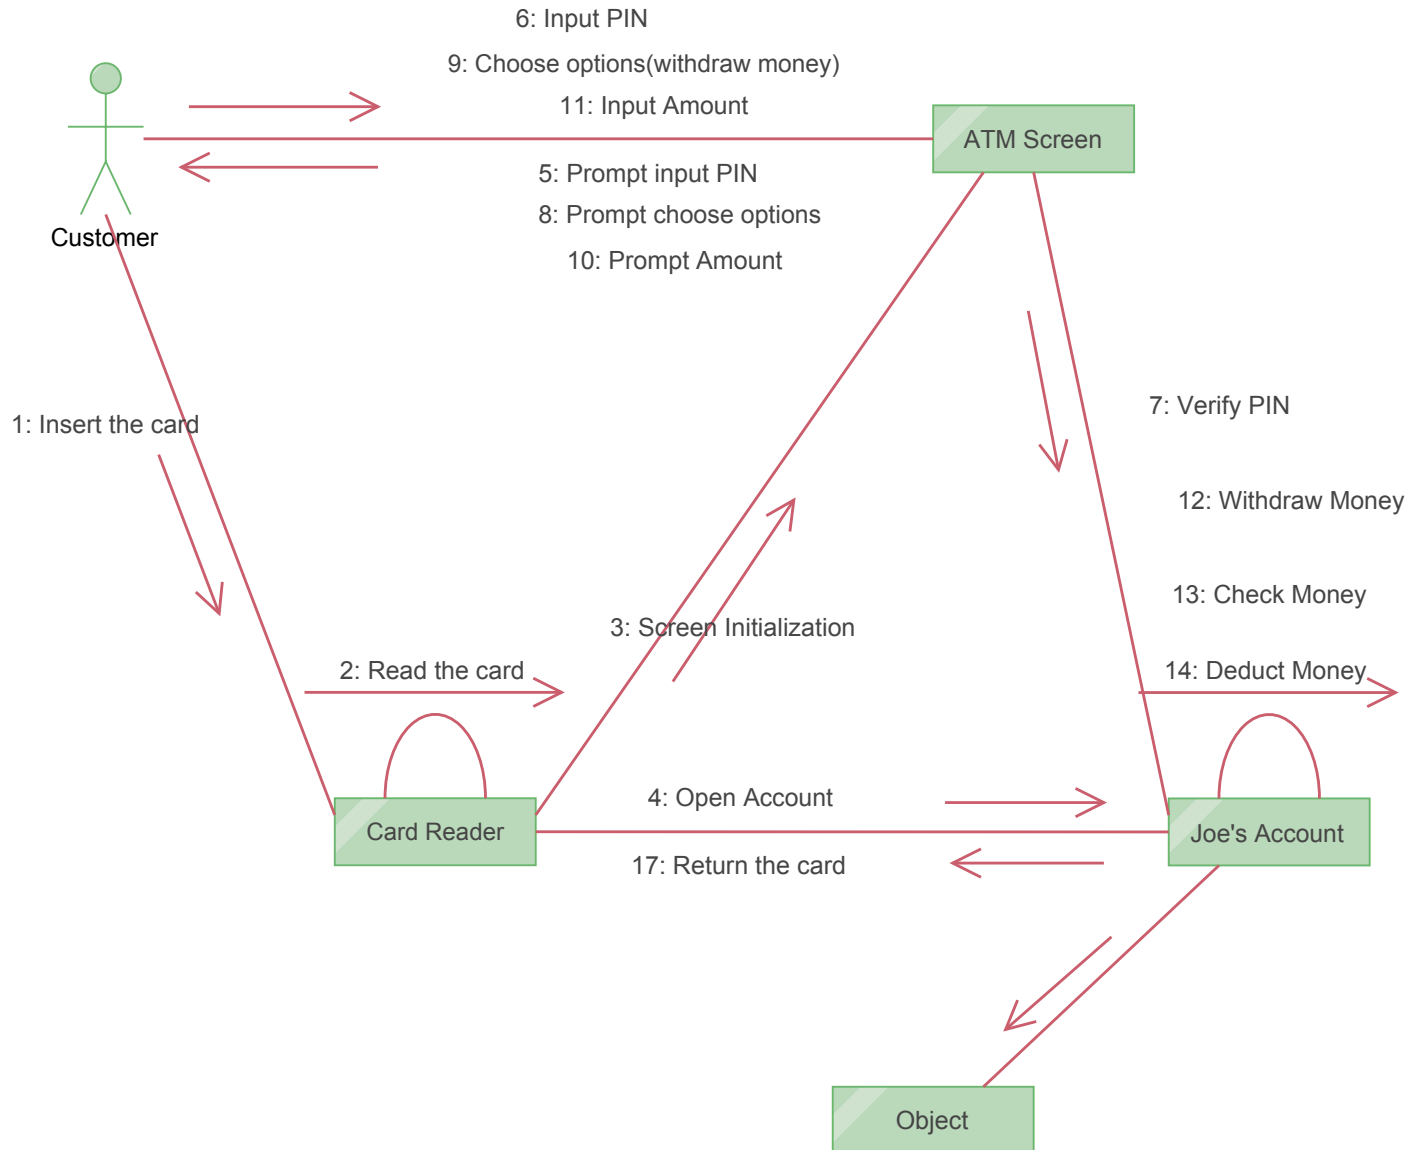 6: Input PIN
9: Choose options(withdraw money)
11: Input Amount
ATM Screen
5: Prompt input PIN
8: Prompt choose options
10: Prompt Amount
Customer
1: Insert the card
7: Verify PIN
12: Withdraw Money
13: Check Money
3: Screen Initialization
2: Read the card
14: Deduct Money
4: Open Account
Card Reader
Joe's Account
17: Return the card
Object